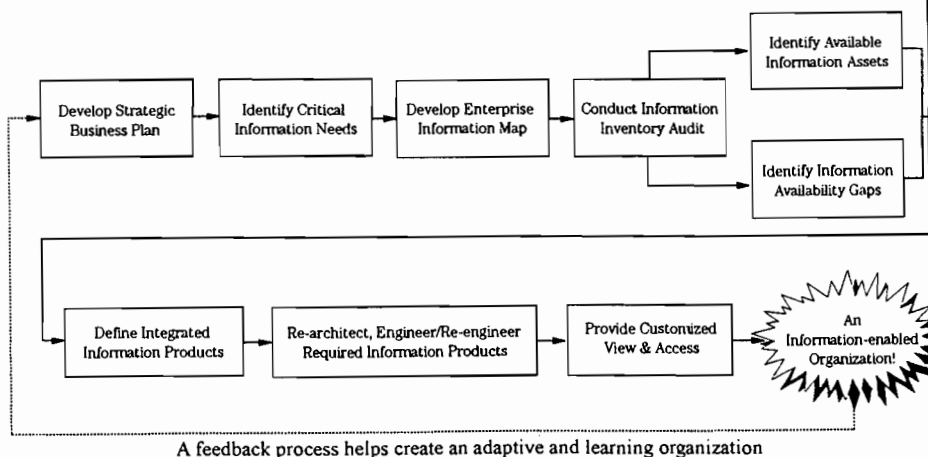 Develop Strategic
Business Plan
Identify Critical
Information Needs
Develop Enterprise
Information Map
Conduct Information
Inventory Audit
Identify Available
Information Assets
Identify Information
Availability Gaps
Define Integrated
Information Products
Re-architect, Engineer/Re-engineer
Required Information Products
Provide Customized
View & Access
An
Information-enabled
Organization!
A feedback process helps create an adaptive and learning organization